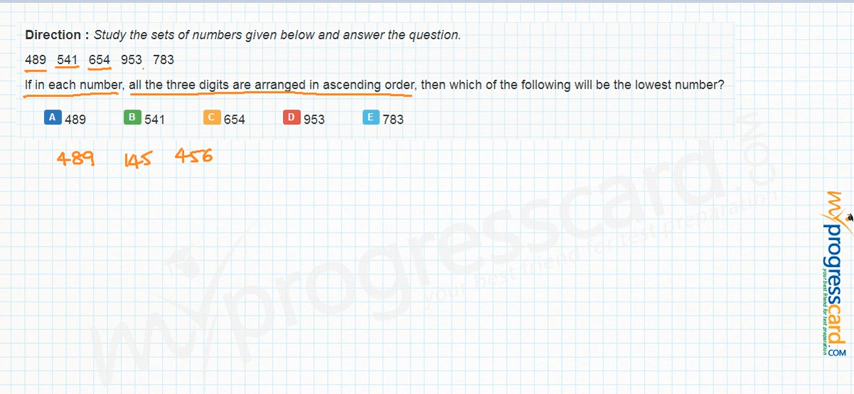 Direction : Study the sets of numbers given below and answer the question.
489 541 654 953 783
If in each number, all the three digits are arranged in ascending order, then which of the following will be the lowest number?
A 489 B 541 C 654 D 953 E 783
489 145 456
myprogresscard.COM
your best friend for test preparation
myprogresscard.COM
your best friend for test preparation